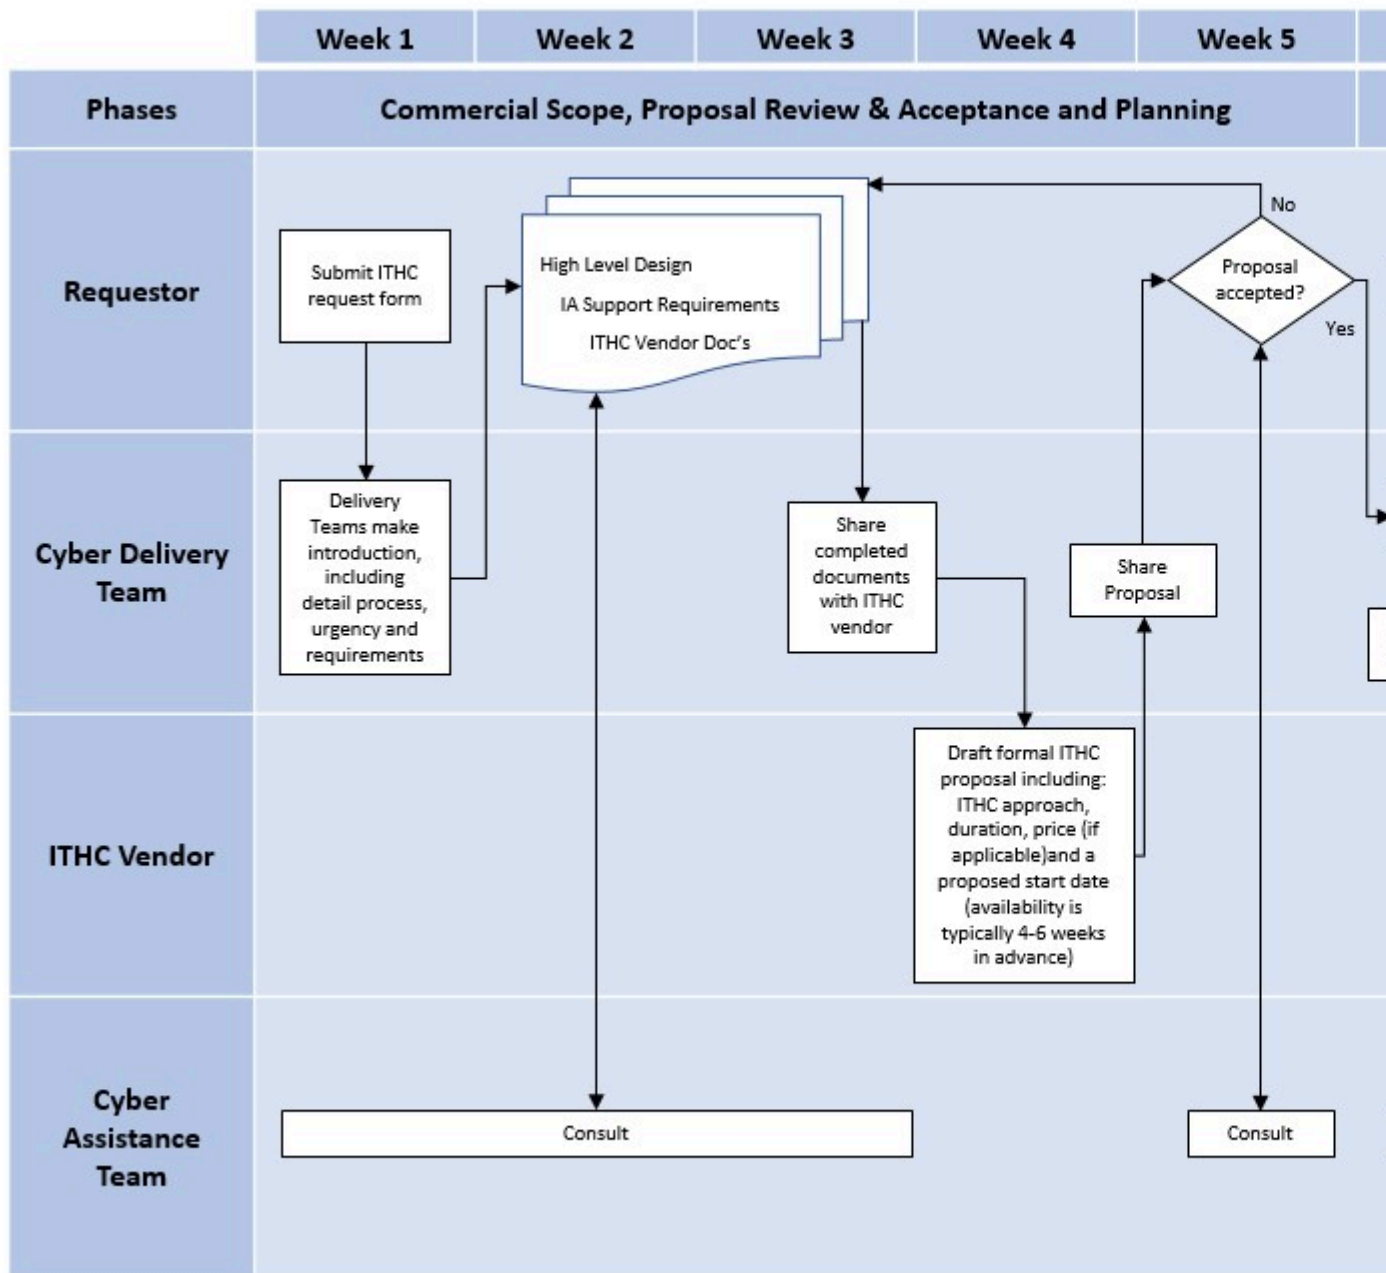 Week 1
Week 2
Week 3
Week 4
Week 5
Phases
Commercial Scope, Proposal Review & Acceptance and Planning
Requestor
Submit ITHC
request form
High Level Design
IA Support Requirements
ITHC Vendor Doc's
No
Proposal
accepted?
Yes
Cyber Delivery
Team
Delivery
Teams make
introduction,
including
detail process,
urgency and
requirements
Share
completed
documents
with ITHC
vendor
Share
Proposal
ITHC Vendor
Draft formal ITHC
proposal including:
ITHC approach,
duration, price (if
applicable)and a
proposed start date
(availability is
typically 4-6 weeks
in advance)
Cyber
Assistance
Team
Consult
Consult